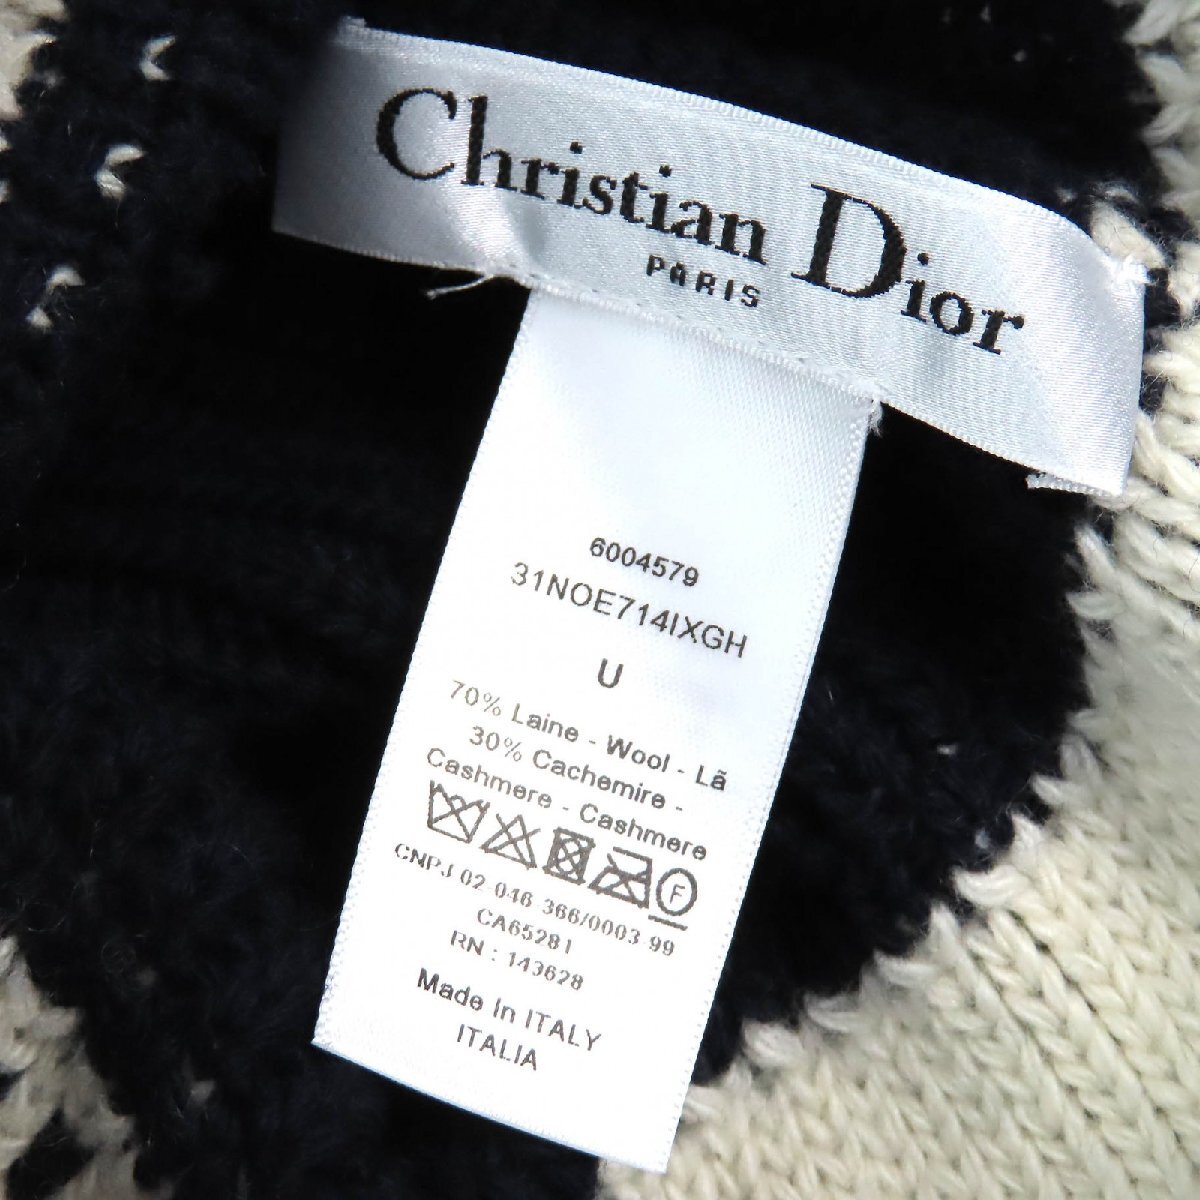 Christian Dior
PARIS
6004579
31NOE714IXGH
U
70% Laine - Wool - Lã
30% Cachemire -
Cashmere - Cashmere
F
CNPJ 02 046 366/0003-99
CA65281
RN : 143628
Made In ITALY
ITALIA